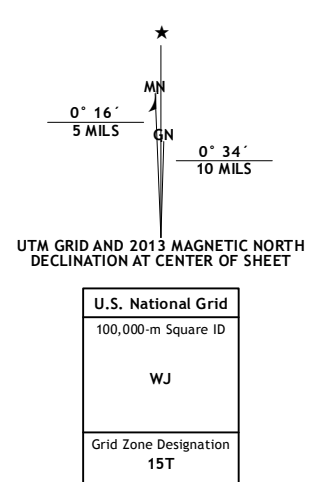 ★
MN
0° 16´
5 MILS
GN
0° 34´
10 MILS
UTM GRID AND 2013 MAGNETIC NORTH
DECLINATION AT CENTER OF SHEET
U.S. National Grid
100,000-m Square ID
WJ
Grid Zone Designation
15T